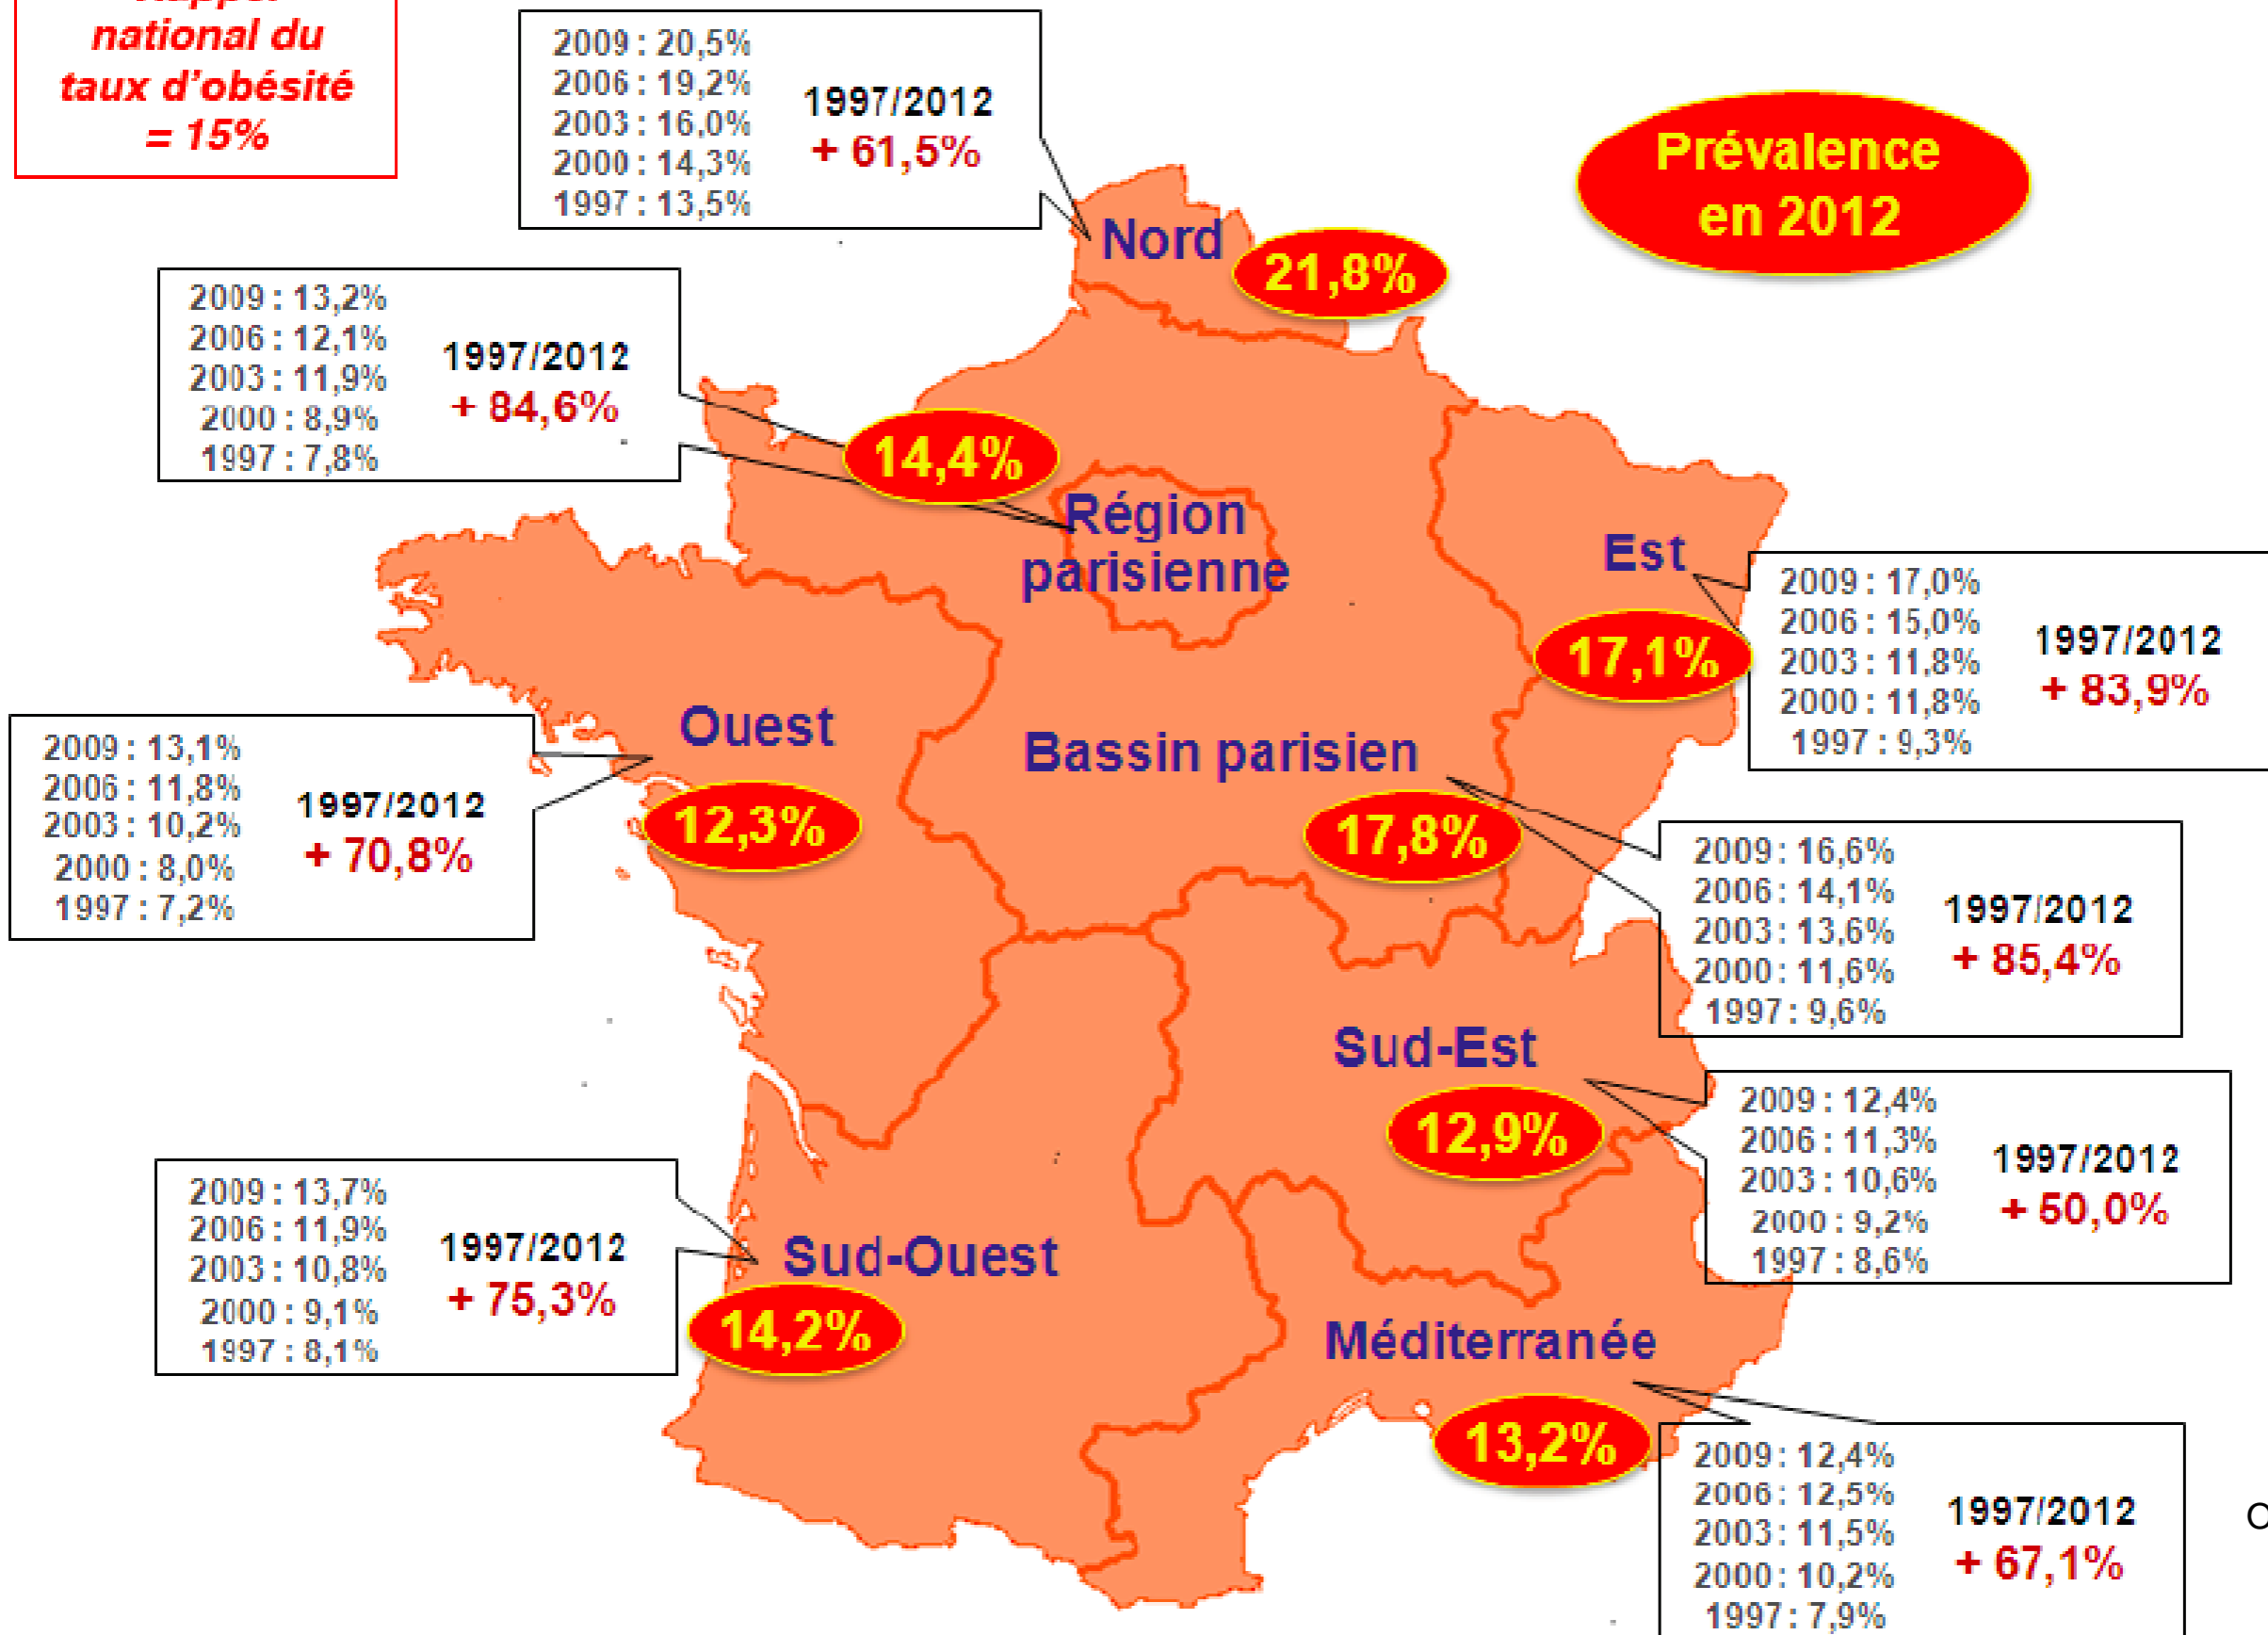 national du
taux d'obésité
= 15%
2009 : 20,5%
2006 : 19,2%
2003 : 16,0%
2000 : 14,3%
1997 : 13,5%
1997/2012
+ 61,5%
Prévalence
en 2012
Nord
21,8%
2009 : 13,2%
2006 : 12,1%
2003 : 11,9%
2000 : 8,9%
1997 : 7,8%
1997/2012
+ 84,6%
14,4%
Région
parisienne
Est
17,1%
2009 : 17,0%
2006 : 15,0%
2003 : 11,8%
2000 : 11,8%
1997 : 9,3%
1997/2012
+ 83,9%
2009 : 13,1%
2006 : 11,8%
2003 : 10,2%
2000 : 8,0%
1997 : 7,2%
1997/2012
+ 70,8%
Ouest
12,3%
Bassin parisien
17,8%
2009 : 16,6%
2006 : 14,1%
2003 : 13,6%
2000 : 11,6%
1997 : 9,6%
1997/2012
+ 85,4%
Sud-Est
12,9%
2009 : 12,4%
2006 : 11,3%
2003 : 10,6%
2000 : 9,2%
1997 : 8,6%
1997/2012
+ 50,0%
2009 : 13,7%
2006 : 11,9%
2003 : 10,8%
2000 : 9,1%
1997 : 8,1%
1997/2012
+ 75,3%
Sud-Ouest
14,2%
Méditerranée
13,2%
2009 : 12,4%
2006 : 12,5%
2003 : 11,5%
2000 : 10,2%
1997 : 7,9%
1997/2012
+ 67,1%